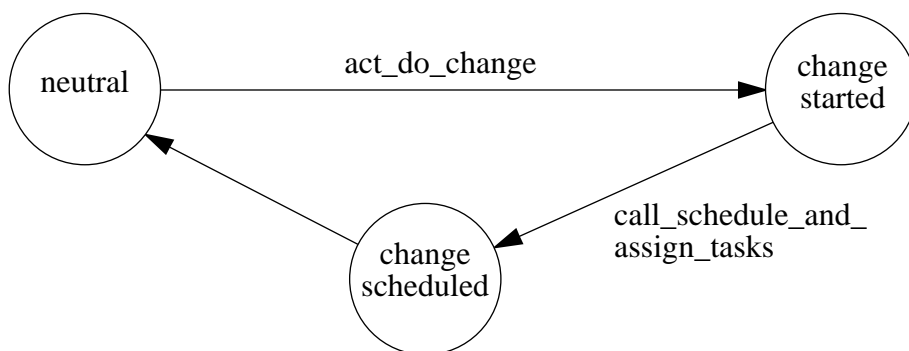 neutral
act_do_change
change
started
call_schedule_and_
assign_tasks
change
scheduled